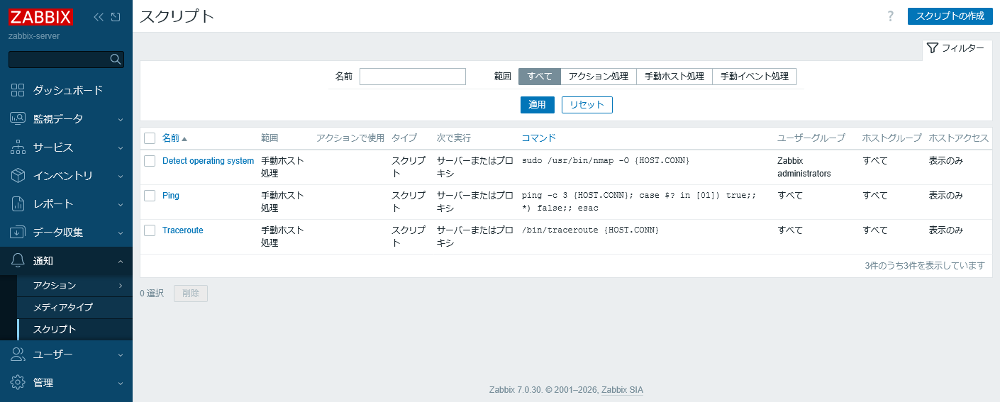 ZABBIX
zabbix-server
ダッシュボード
監視データ
サービス
インベントリ
レポート
データ収集
通知
アクション
メディアタイプ
スクリプト
ユーザー
管理
スクリプト
? スクリプトの作成
フィルター
名前 範囲 すべて アクション処理 手動ホスト処理 手動イベント処理
適用 リセット
名前 範囲 アクションで使用 タイプ 次で実行 コマンド ユーザーグループ ホストグループ ホストアクセス
Detect operating system 手動ホスト スクリプ サーバーまたはプロ sudo /usr/bin/nmap -O {HOST.CONN} Zabbix すべて 表示のみ
処理 ト キシ administrators
Ping 手動ホスト スクリプ サーバーまたはプロ ping -c 3 {HOST.CONN}; case $? in [01]) true;; すべて すべて 表示のみ
処理 ト キシ *) false;; esac
Traceroute 手動ホスト スクリプ サーバーまたはプロ /bin/traceroute {HOST.CONN} すべて すべて 表示のみ
処理 ト キシ
3件のうち3件を表示しています
0 選択 削除
Zabbix 7.0.30. © 2001–2026, Zabbix SIA